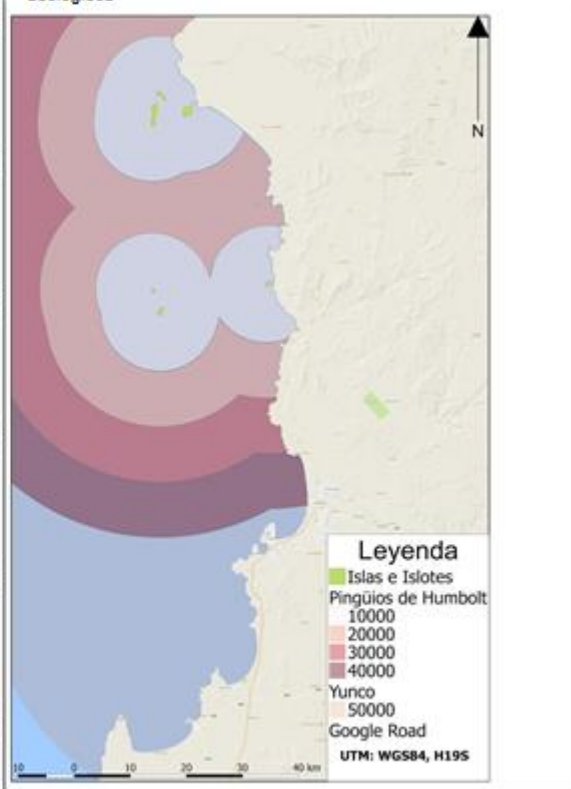 N
Leyenda
Islas e Islotes
Pingüios de Humbolt
10000
20000
30000
40000
Yunco
50000
Google Road
UTM: WGS84, H19S
10 0 10 20 30 40 km